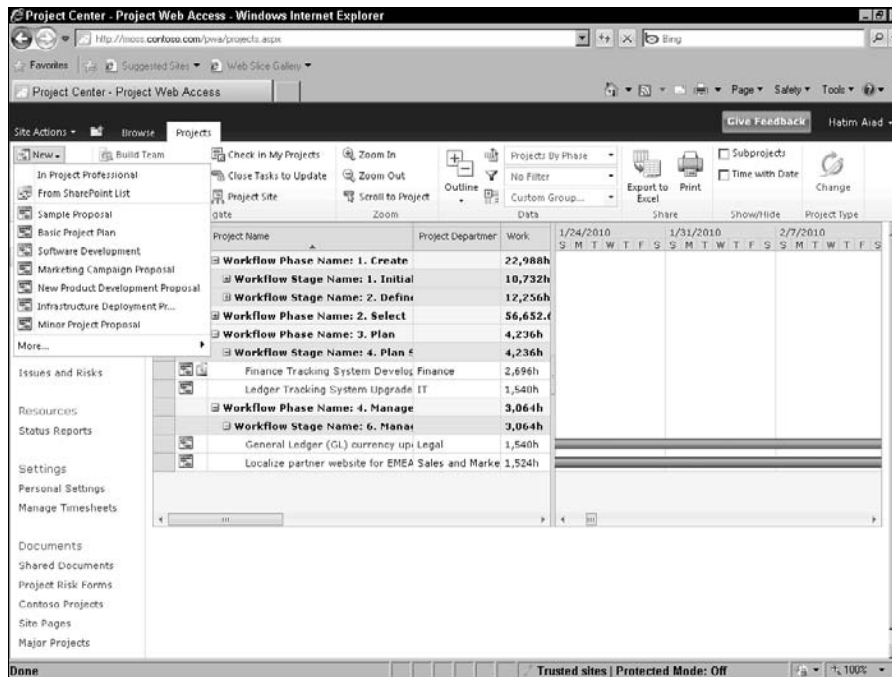 Project Center - Project Web Access - Windows Internet Explorer
http://moss.contoso.com/pwa/projects.aspx
Bing
Favorites Suggested Sites Web Slice Gallery
Project Center - Project Web Access
Page Safety Tools
Give Feedback Hatim Aiad
Site Actions Browse Projects
New Build Team Check in My Projects Zoom In Projects By Phase Subprojects
In Project Professional Close Tasks to Update Zoom Out No Filter Time with Date
From SharePoint List Project Site Scroll to Project Outline Custom Group... Export to Excel Print Change
Sample Proposal gate Zoom Data Share Show/Hide Project Type
Basic Project Plan
Software Development
Marketing Campaign Proposal
New Product Development Proposal
Infrastructure Deployment Pr...
Minor Project Proposal
More...
Project Name Project Departmer Work 1/24/2010 1/31/2010 2/7/2010
S M T W T F S S M T W T F S S M T W T F S
Workflow Phase Name: 1. Create 22,988h
Workflow Stage Name: 1. Initial 10,732h
Workflow Stage Name: 2. Define 12,256h
Workflow Phase Name: 2. Select 56,652.6
Workflow Phase Name: 3. Plan 4,236h
Workflow Stage Name: 4. Plan S 4,236h
Finance Tracking System Develop Finance 2,696h
Ledger Tracking System Upgrade IT 1,540h
Workflow Phase Name: 4. Manage 3,064h
Workflow Stage Name: 6. Manag 3,064h
General Ledger (GL) currency up Legal 1,540h
Localize partner website for EMEA Sales and Marke 1,524h
Issues and Risks
Resources
Status Reports
Settings
Personal Settings
Manage Timesheets
Documents
Shared Documents
Project Risk Forms
Contoso Projects
Site Pages
Major Projects
Done Trusted sites | Protected Mode: Off 100%